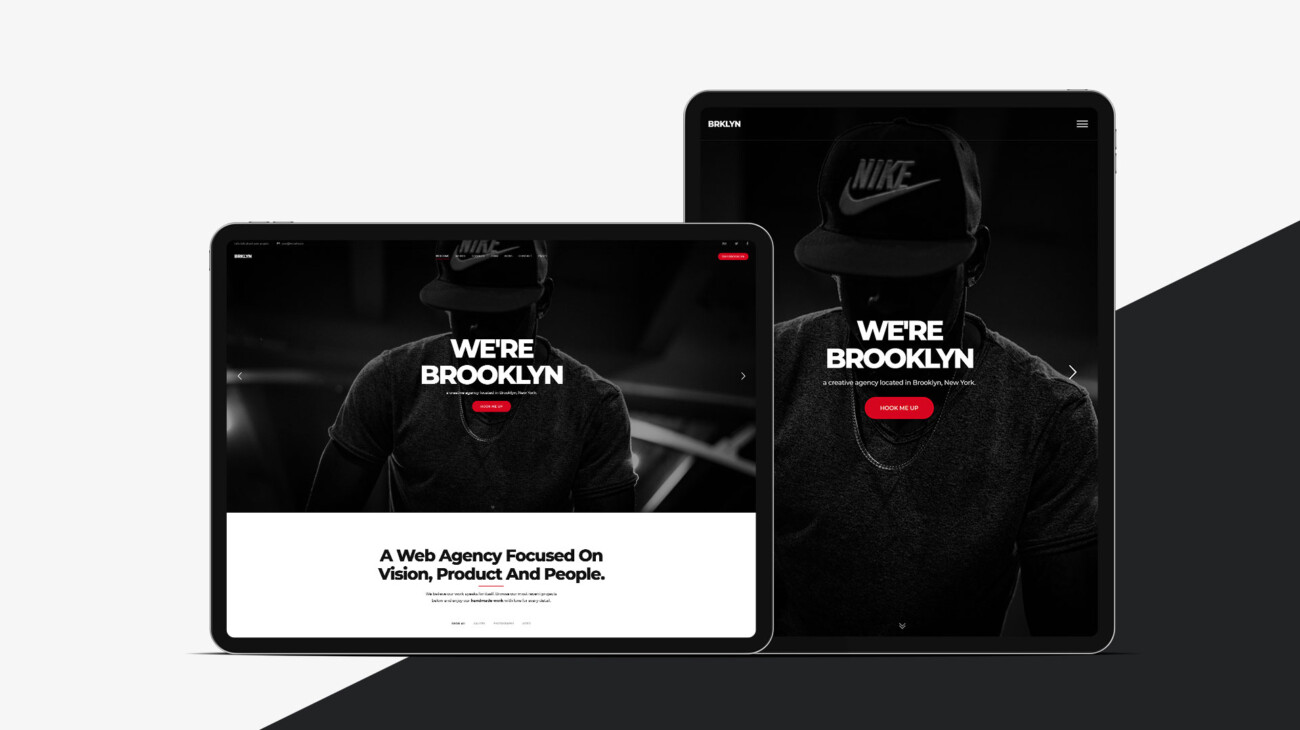 BRKLYN
NIKE
WE'RE
BROOKLYN
a creative agency located in Brooklyn, New York.
HOOK ME UP
A Web Agency Focused On
Vision, Product And People.
We believe our work speaks for itself. Browse our most recent projects
below and enjoy our handmade work with love for every detail.
BRKLYN
NIKE
WE'RE
BROOKLYN
a creative agency located in Brooklyn, New York.
HOOK ME UP